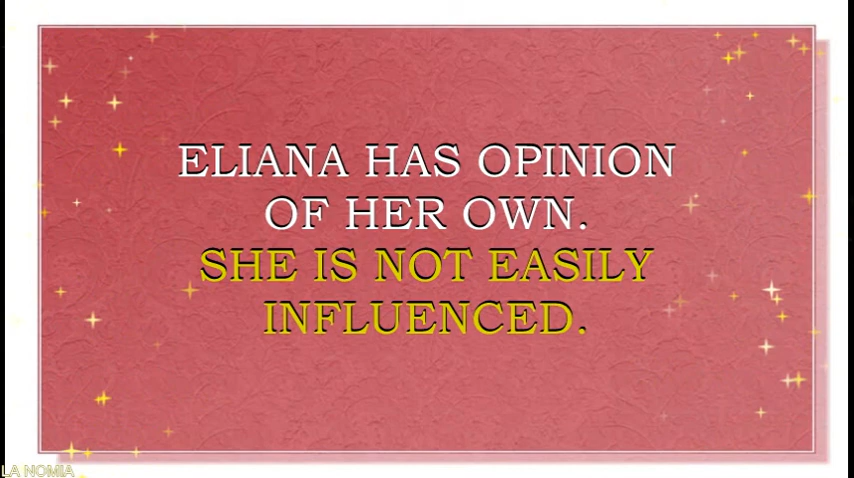 ELIANA HAS OPINION
OF HER OWN.
SHE IS NOT EASILY
INFLUENCED.
LA NOMIA